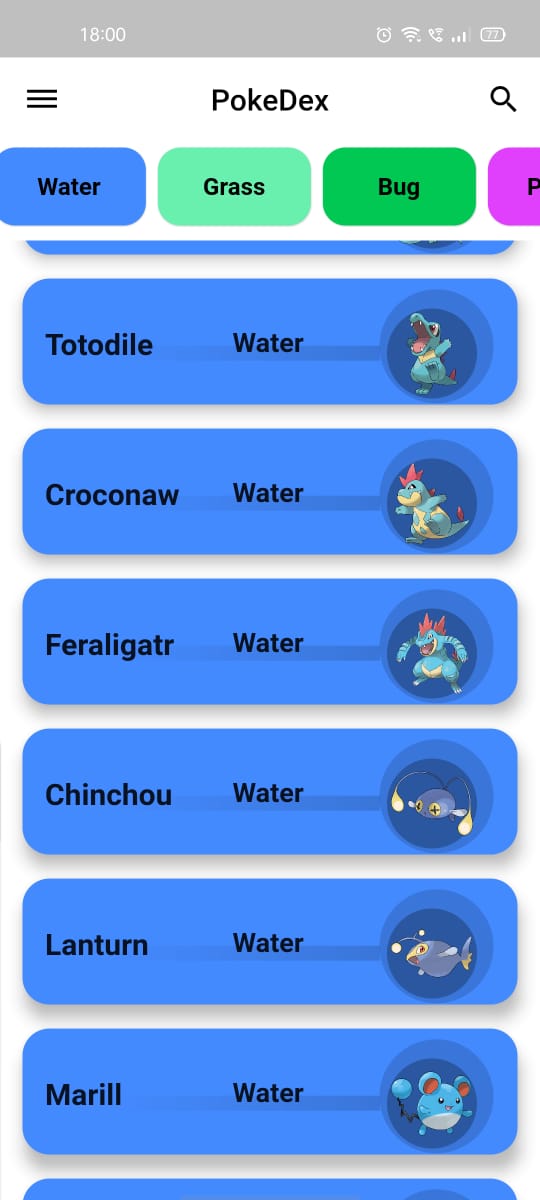 18:00
77
PokeDex
Water Grass Bug P
Totodile Water
Croconaw Water
Feraligatr Water
Chinchou Water
Lanturn Water
Marill Water